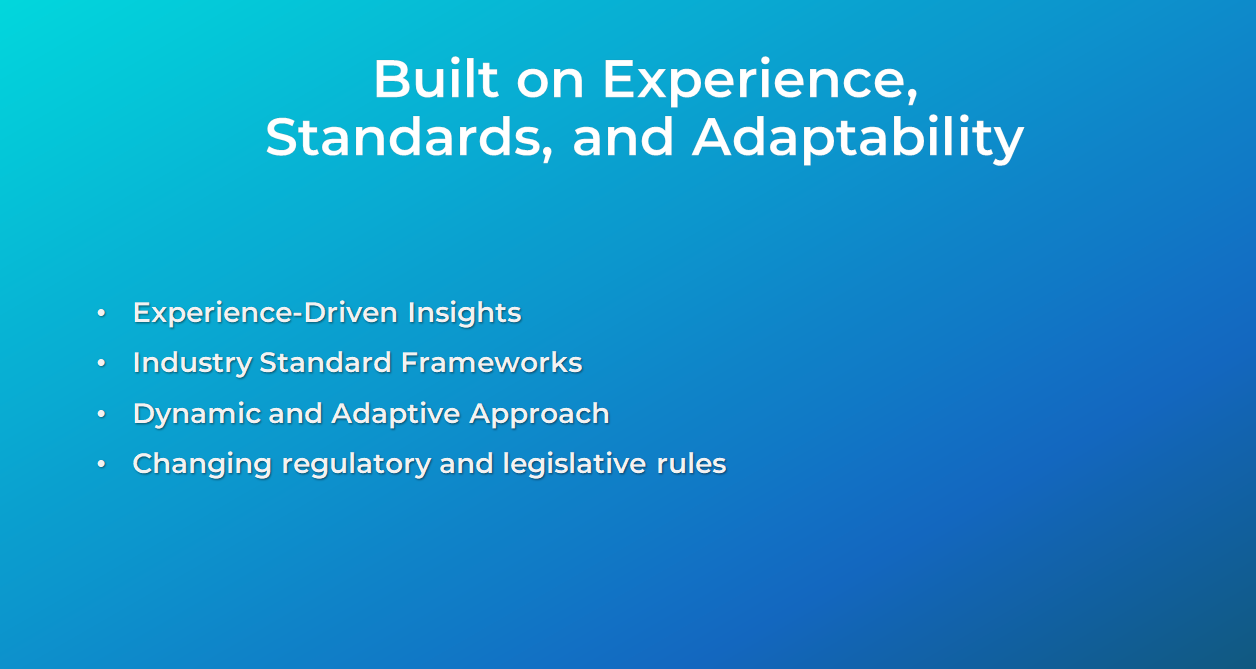 Built on Experience,
Standards, and Adaptability
• Experience-Driven Insights
• Industry Standard Frameworks
• Dynamic and Adaptive Approach
• Changing regulatory and legislative rules